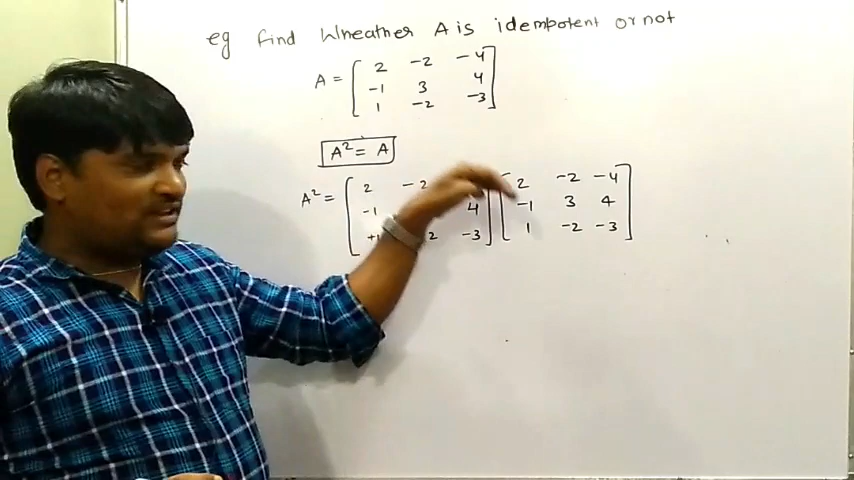 eg find Wheather A is idempotent or not
A = [ 2 -2 -4
-1 3 4
1 -2 -3 ]
A² = A
A² = [ 2 -2 [ 2 -2 -4
-1 4 -1 3 4
+1 2 -3 ] 1 -2 -3 ]